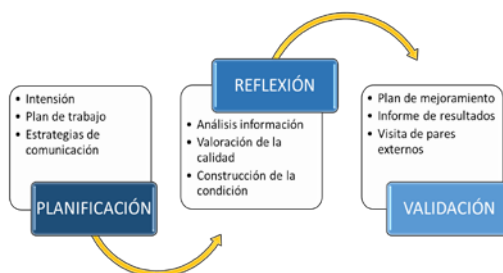 • Intensión
• Plan de trabajo
• Estrategias de
comunicación
PLANIFICACIÓN
REFLEXIÓN
• Análisis información
• Valoración de la
calidad
• Construcción de la
condición
• Plan de mejoramiento
• Informe de resultados
• Visita de pares
externos
VALIDACIÓN